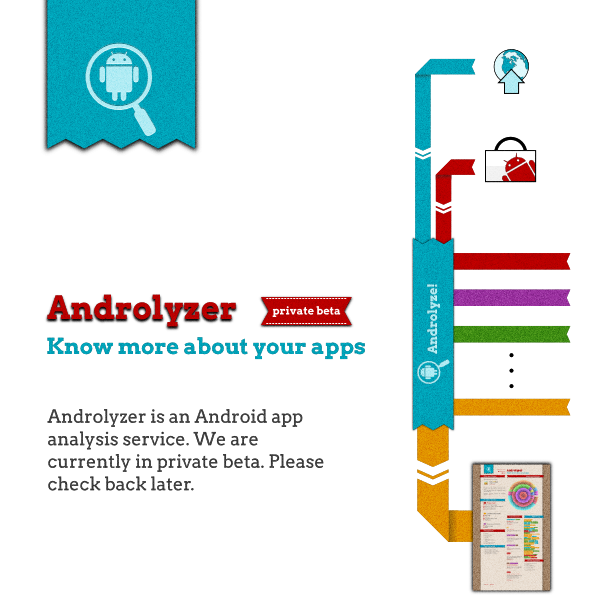 Androlyzer
private beta
Know more about your apps
Androlyzer is an Android app
analysis service. We are
currently in private beta. Please
check back later.
Androlyze!